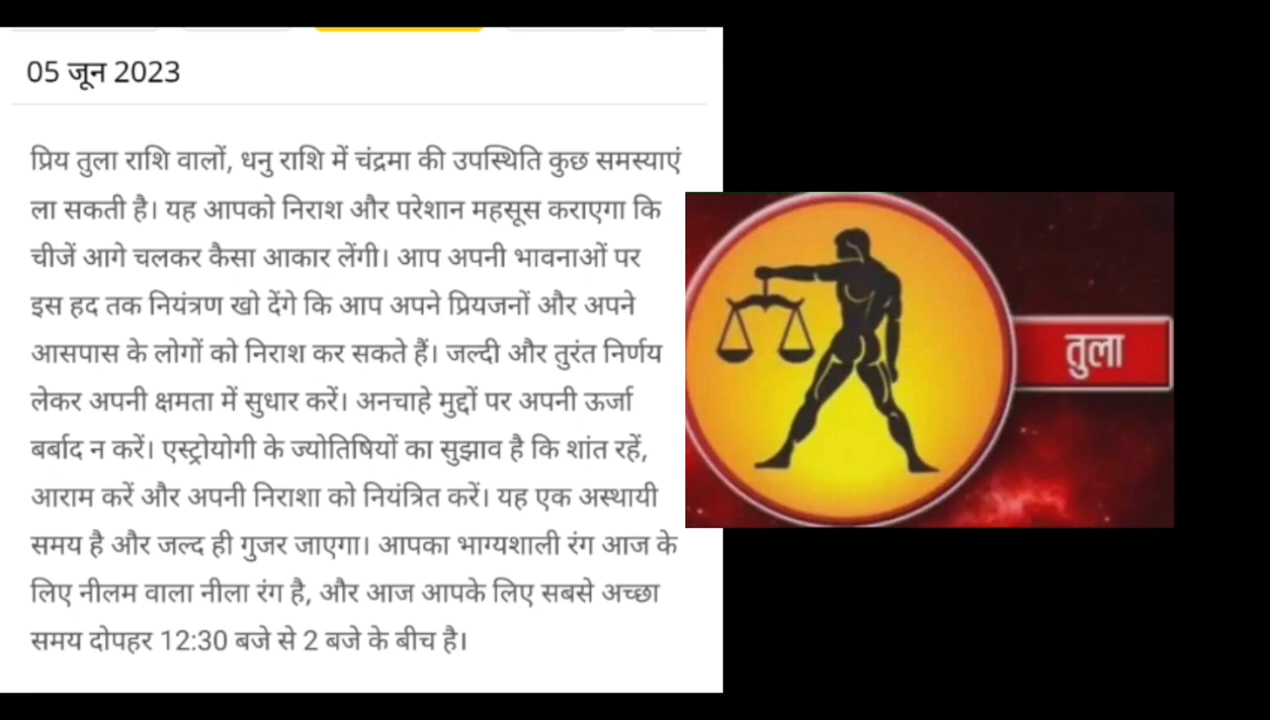 05 जून 2023
प्रिय तुला राशि वालों, धनु राशि में चंद्रमा की उपस्थिति कुछ समस्याएं
ला सकती है। यह आपको निराश और परेशान महसूस कराएगा कि
चीजें आगे चलकर कैसा आकार लेंगी। आप अपनी भावनाओं पर
इस हद तक नियंत्रण खो देंगे कि आप अपने प्रियजनों और अपने
आसपास के लोगों को निराश कर सकते हैं। जल्दी और तुरंत निर्णय
लेकर अपनी क्षमता में सुधार करें। अनचाहे मुद्दों पर अपनी ऊर्जा
बर्बाद न करें। एस्ट्रोयोगी के ज्योतिषियों का सुझाव है कि शांत रहें,
आराम करें और अपनी निराशा को नियंत्रित करें। यह एक अस्थायी
समय है और जल्द ही गुजर जाएगा। आपका भाग्यशाली रंग आज के
लिए नीलम वाला नीला रंग है, और आज आपके लिए सबसे अच्छा
समय दोपहर 12:30 बजे से 2 बजे के बीच है।
तुला